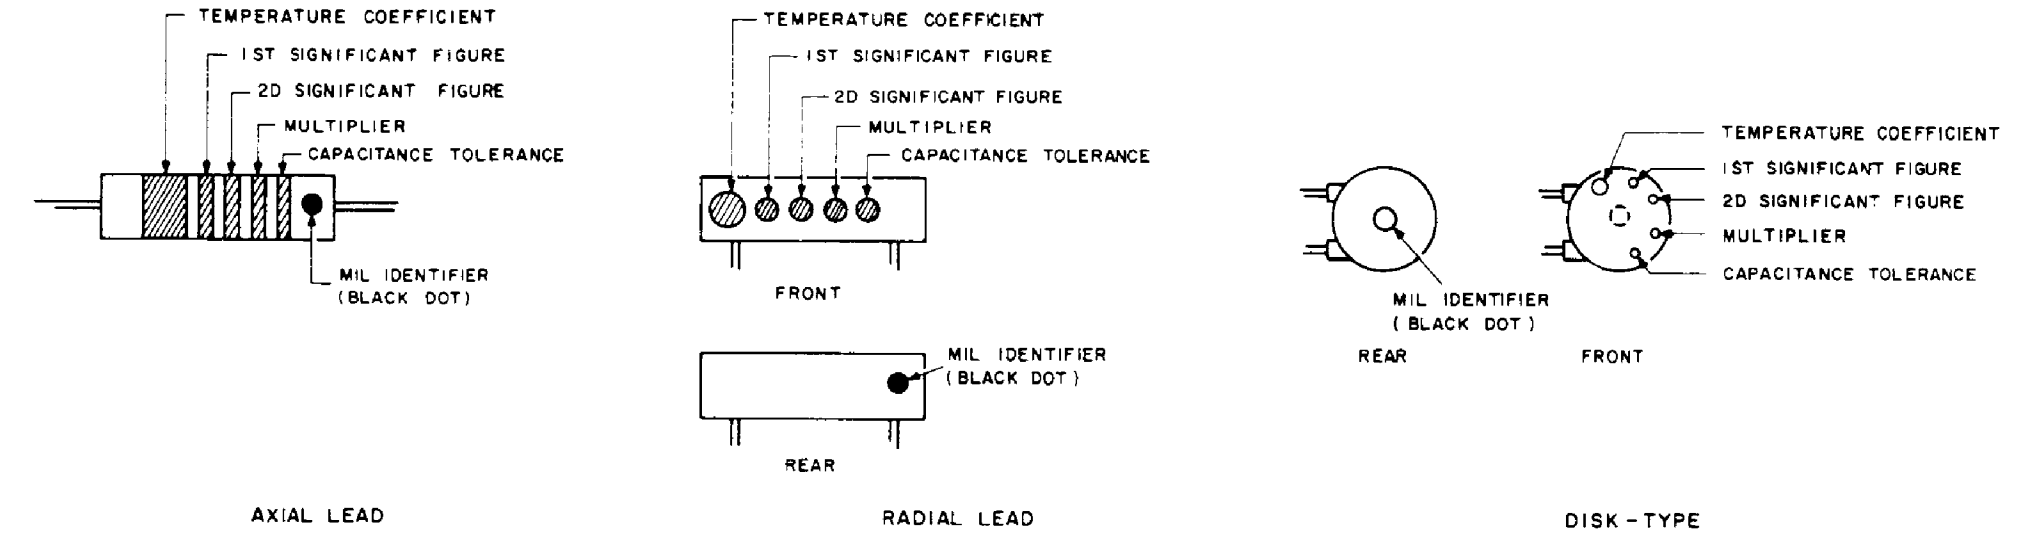 TEMPERATURE COEFFICIENT
1ST SIGNIFICANT FIGURE
2D SIGNIFICANT FIGURE
MULTIPLIER
CAPACITANCE TOLERANCE
MIL IDENTIFIER
(BLACK DOT)
AXIAL LEAD
TEMPERATURE COEFFICIENT
1ST SIGNIFICANT FIGURE
2D SIGNIFICANT FIGURE
MULTIPLIER
CAPACITANCE TOLERANCE
FRONT
MIL IDENTIFIER
(BLACK DOT)
REAR
RADIAL LEAD
TEMPERATURE COEFFICIENT
1ST SIGNIFICANT FIGURE
2D SIGNIFICANT FIGURE
MULTIPLIER
CAPACITANCE TOLERANCE
MIL IDENTIFIER
(BLACK DOT)
REAR
FRONT
DISK-TYPE